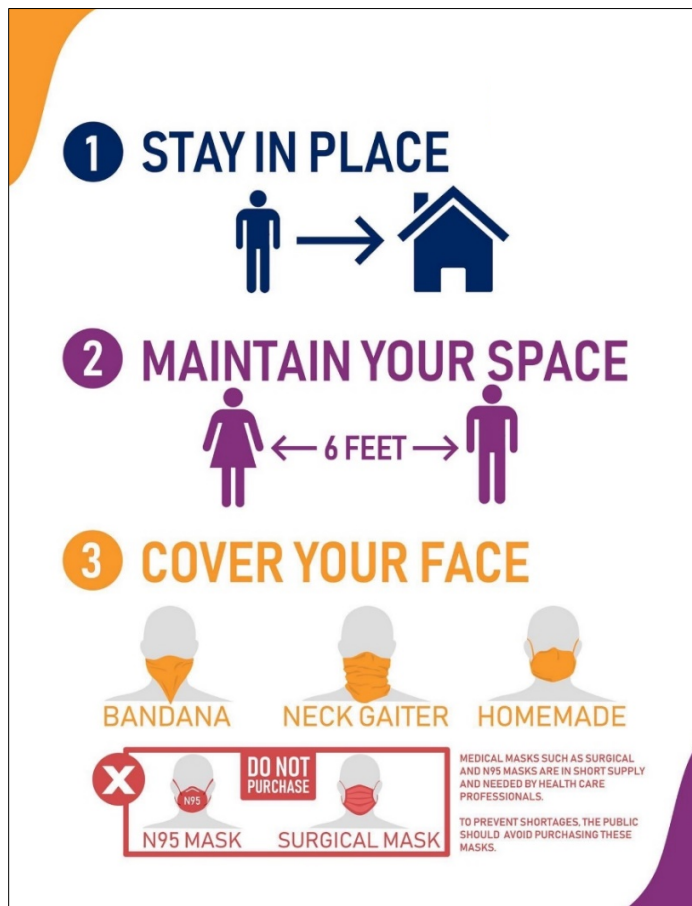 1 STAY IN PLACE
2 MAINTAIN YOUR SPACE
6 FEET
3 COVER YOUR FACE
BANDANA
NECK GAITER
HOMEMADE
X
DO NOT
PURCHASE
N95
N95 MASK
SURGICAL MASK
MEDICAL MASKS SUCH AS SURGICAL
AND N95 MASKS ARE IN SHORT SUPPLY
AND NEEDED BY HEALTH CARE
PROFESSIONALS.
TO PREVENT SHORTAGES, THE PUBLIC
SHOULD AVOID PURCHASING THESE
MASKS.